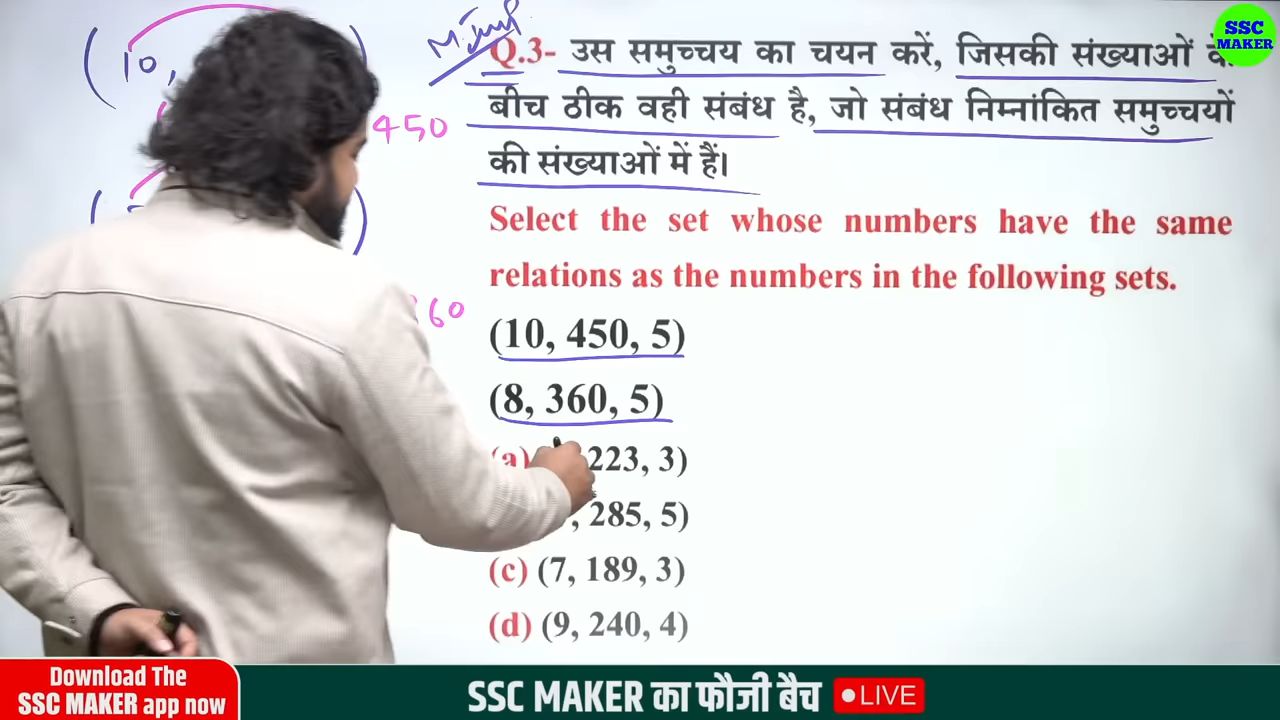 SSC
MAKER
(10,
450
360
Q.3- उस समुच्चय का चयन करें, जिसकी संख्याओं के
बीच ठीक वही संबंध है, जो संबंध निम्नांकित समुच्चयों
की संख्याओं में हैं।
Select the set whose numbers have the same
relations as the numbers in the following sets.
(10, 450, 5)
(8, 360, 5)
(a) 223, 3)
, 285, 5)
(c) (7, 189, 3)
(d) (9, 240, 4)
Download The
SSC MAKER app now
SSC MAKER का फौजी बैच
LIVE